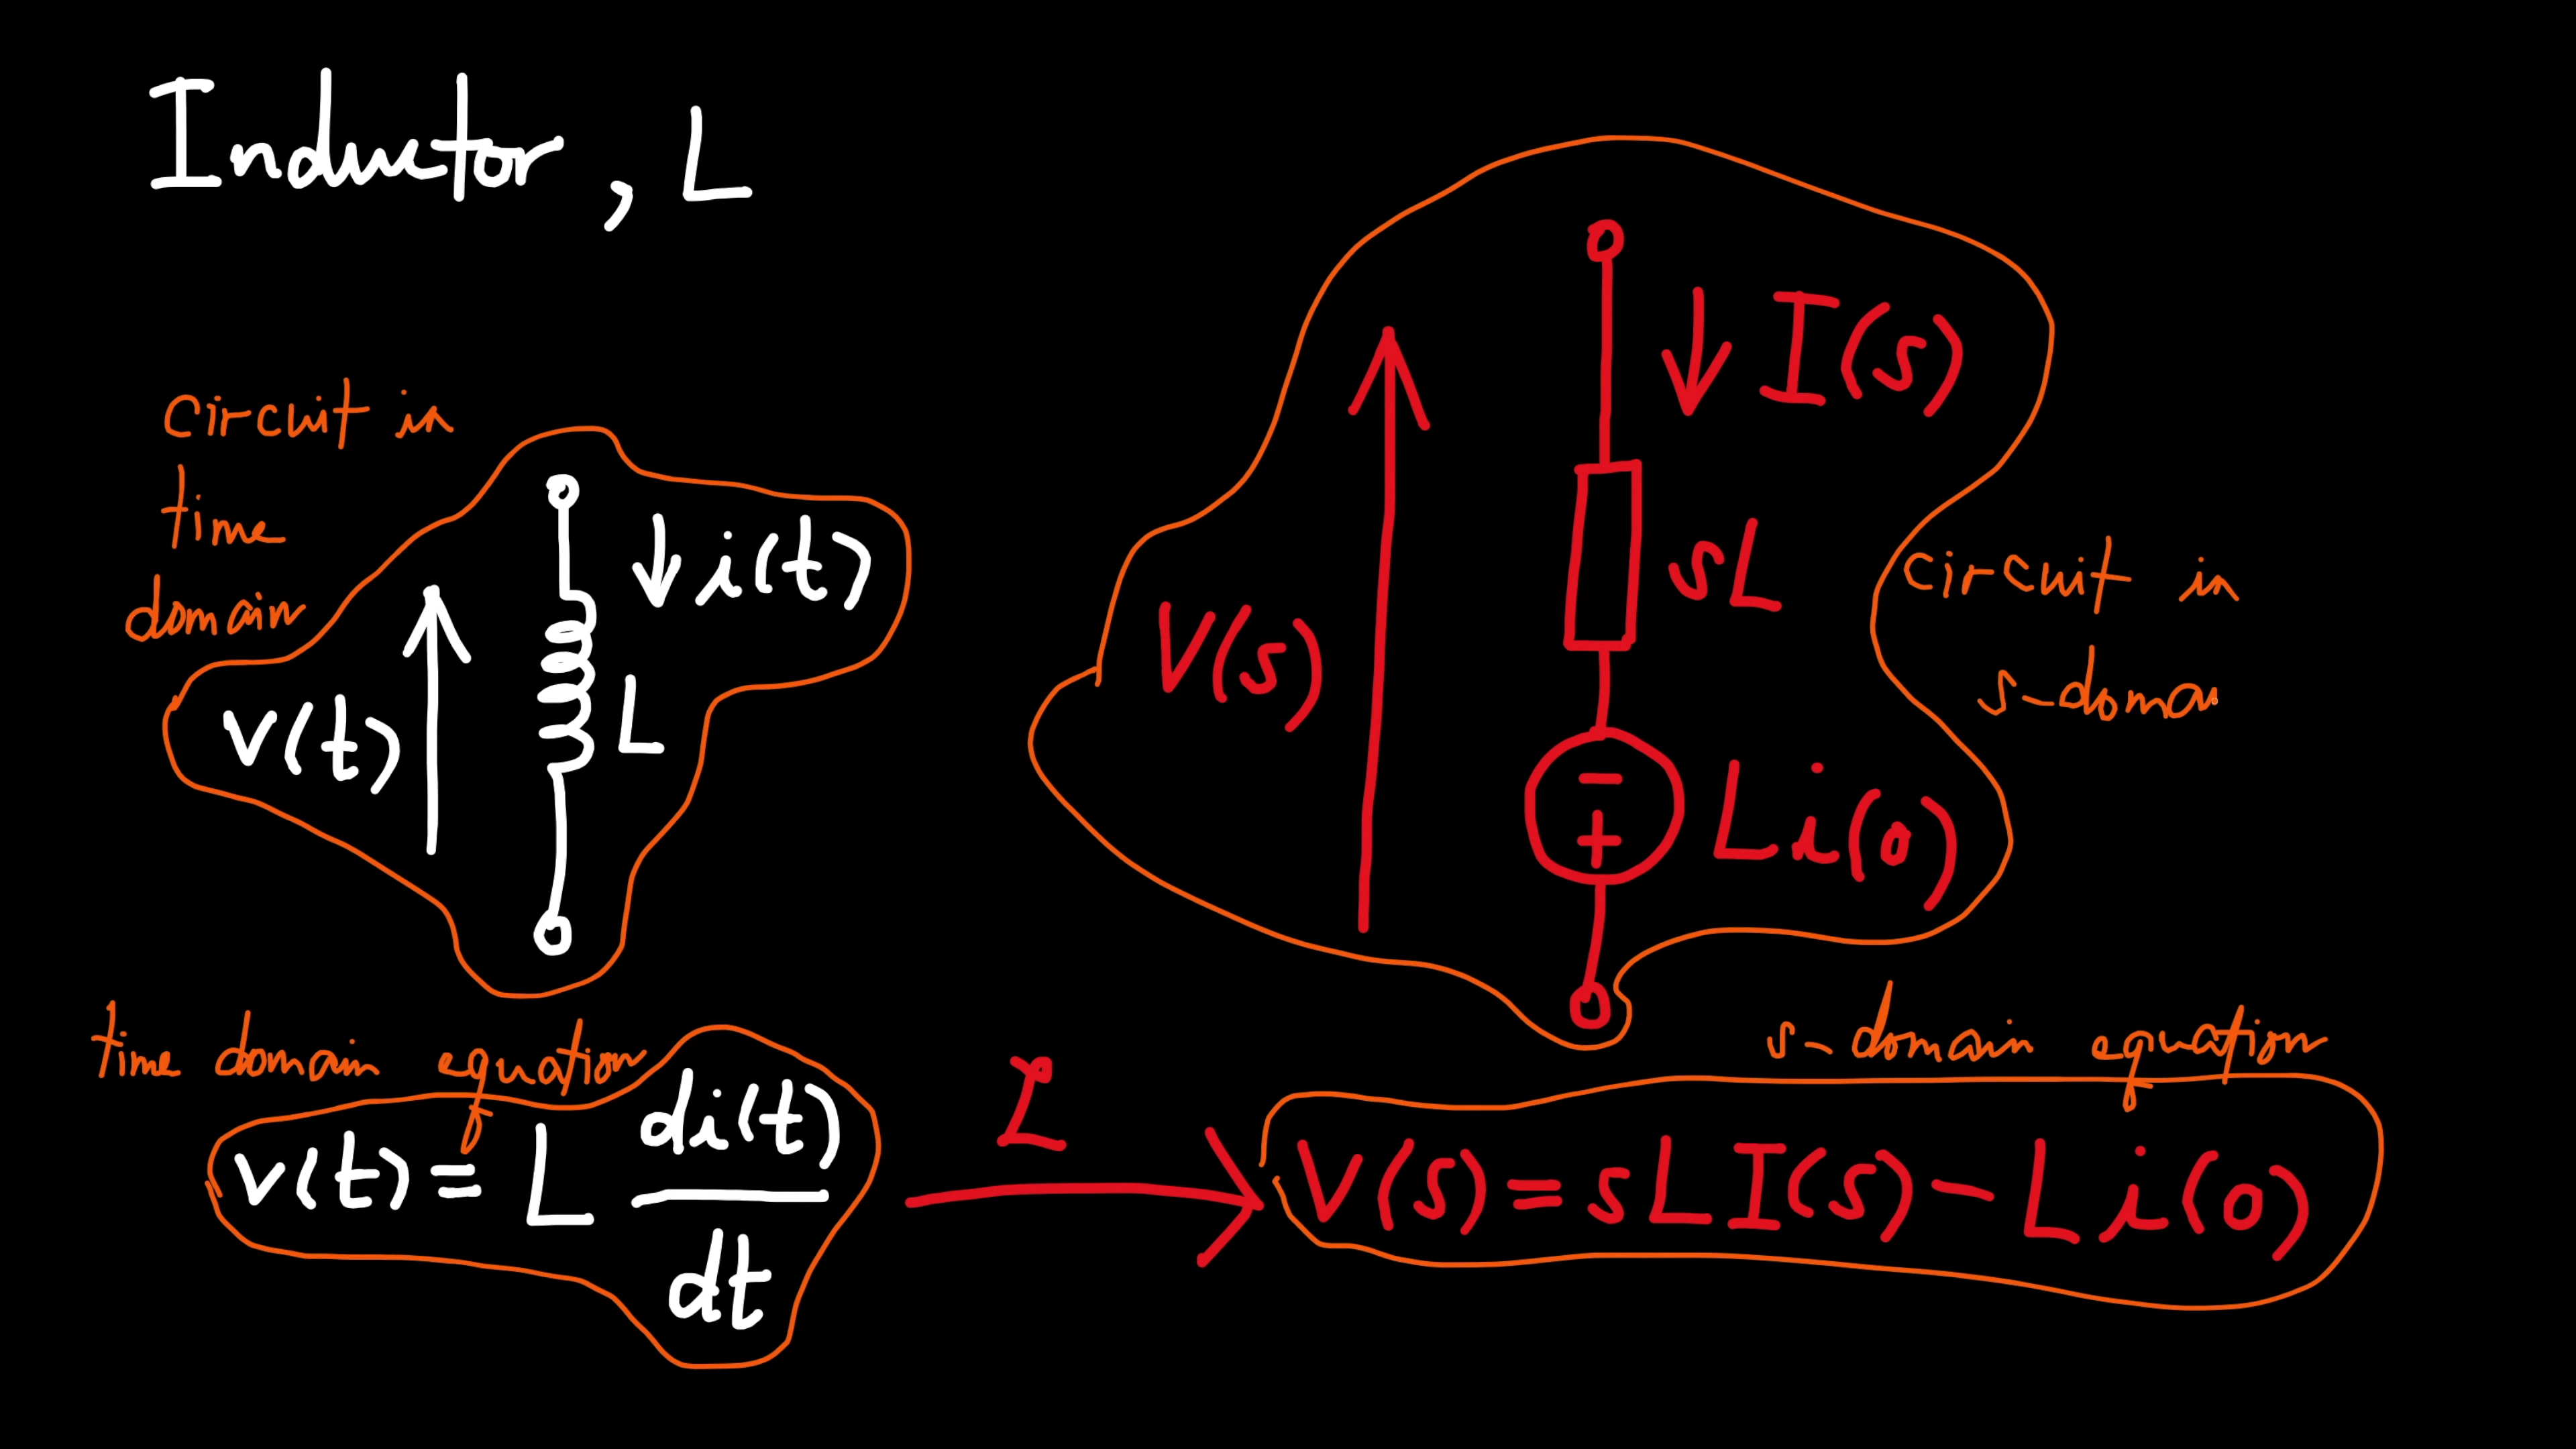 Inductor, L
circuit in
time
domain
i(t)
v(t)
L
I(s)
sL
V(s)
−
+
Li(0)
circuit in
s-domai
time domain equation
v(t) = L di(t)/dt
L
s-domain equation
V(s) = sLI(s) − Li(0)